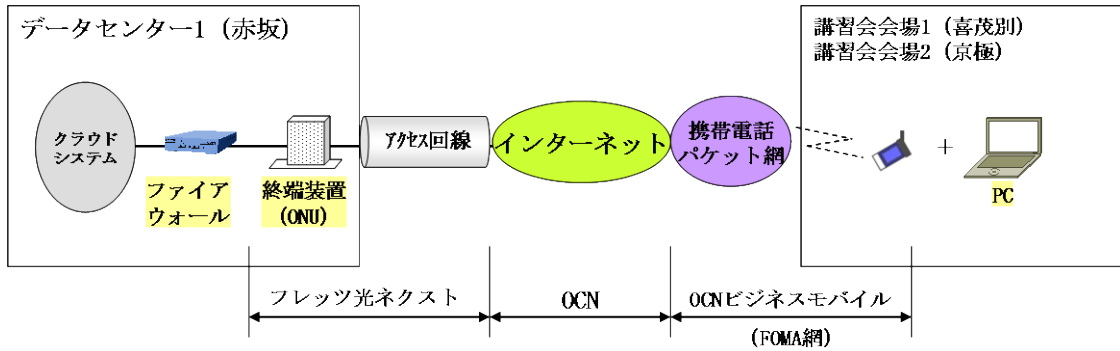 データセンター1（赤坂）
講習会会場1（喜茂別）
講習会会場2（京極）
クラウド
システム
アクセス回線
インターネット
携帯電話
パケット網
+
ファイア
ウォール
終端装置
(ONU)
PC
フレッツ光ネクスト
OCN
OCNビジネスモバイル
(FOMA網)